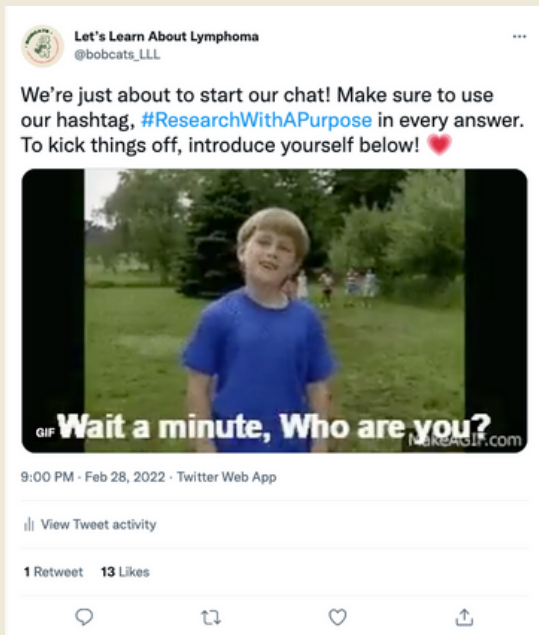 Let's Learn About Lymphoma
@bobcats_LLL
We're just about to start our chat! Make sure to use
our hashtag, #ResearchWithAPurpose in every answer.
To kick things off, introduce yourself below! ❤️
GIF Wait a minute, Who are you?
MakeAGIF.com
9:00 PM · Feb 28, 2022 · Twitter Web App
View Tweet activity
1 Retweet 13 Likes